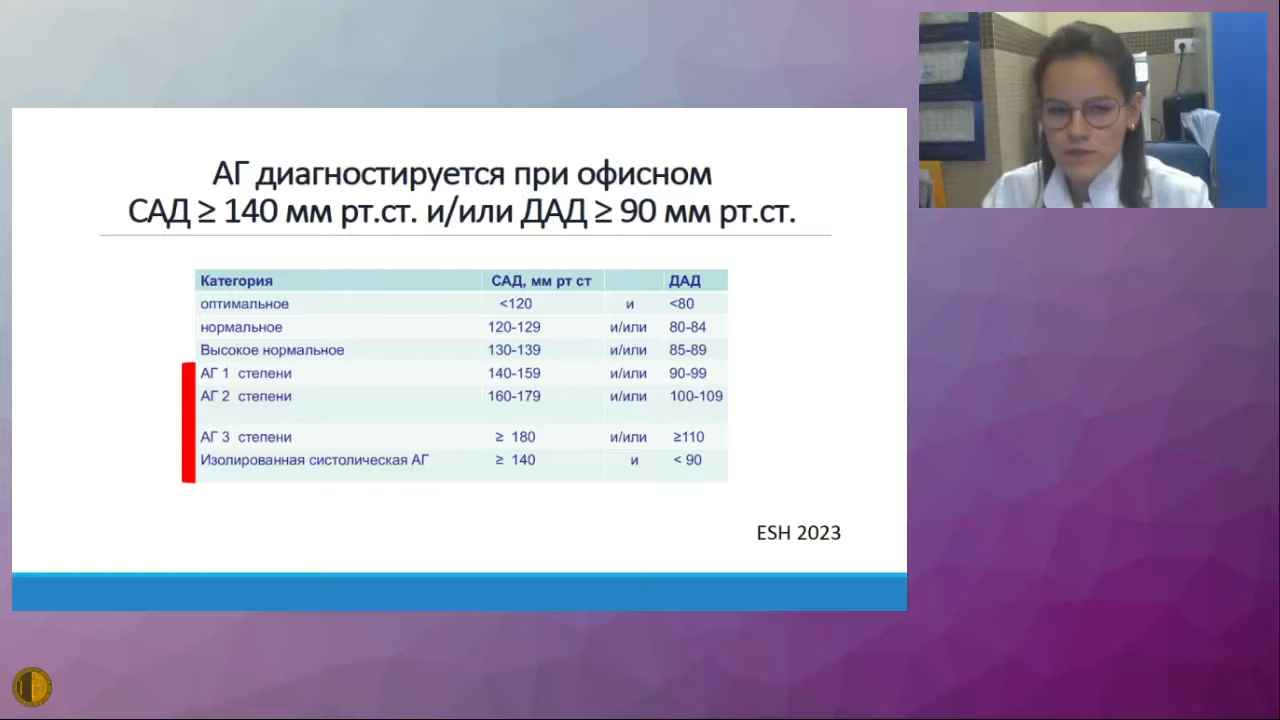 АГ диагностируется при офисном
САД ≥ 140 мм рт.ст. и/или ДАД ≥ 90 мм рт.ст.
Категория САД, мм рт ст ДАД
оптимальное <120 и <80
нормальное 120-129 и/или 80-84
Высокое нормальное 130-139 и/или 85-89
АГ 1 степени 140-159 и/или 90-99
АГ 2 степени 160-179 и/или 100-109
АГ 3 степени ≥ 180 и/или ≥110
Изолированная систолическая АГ ≥ 140 и < 90
ESH 2023